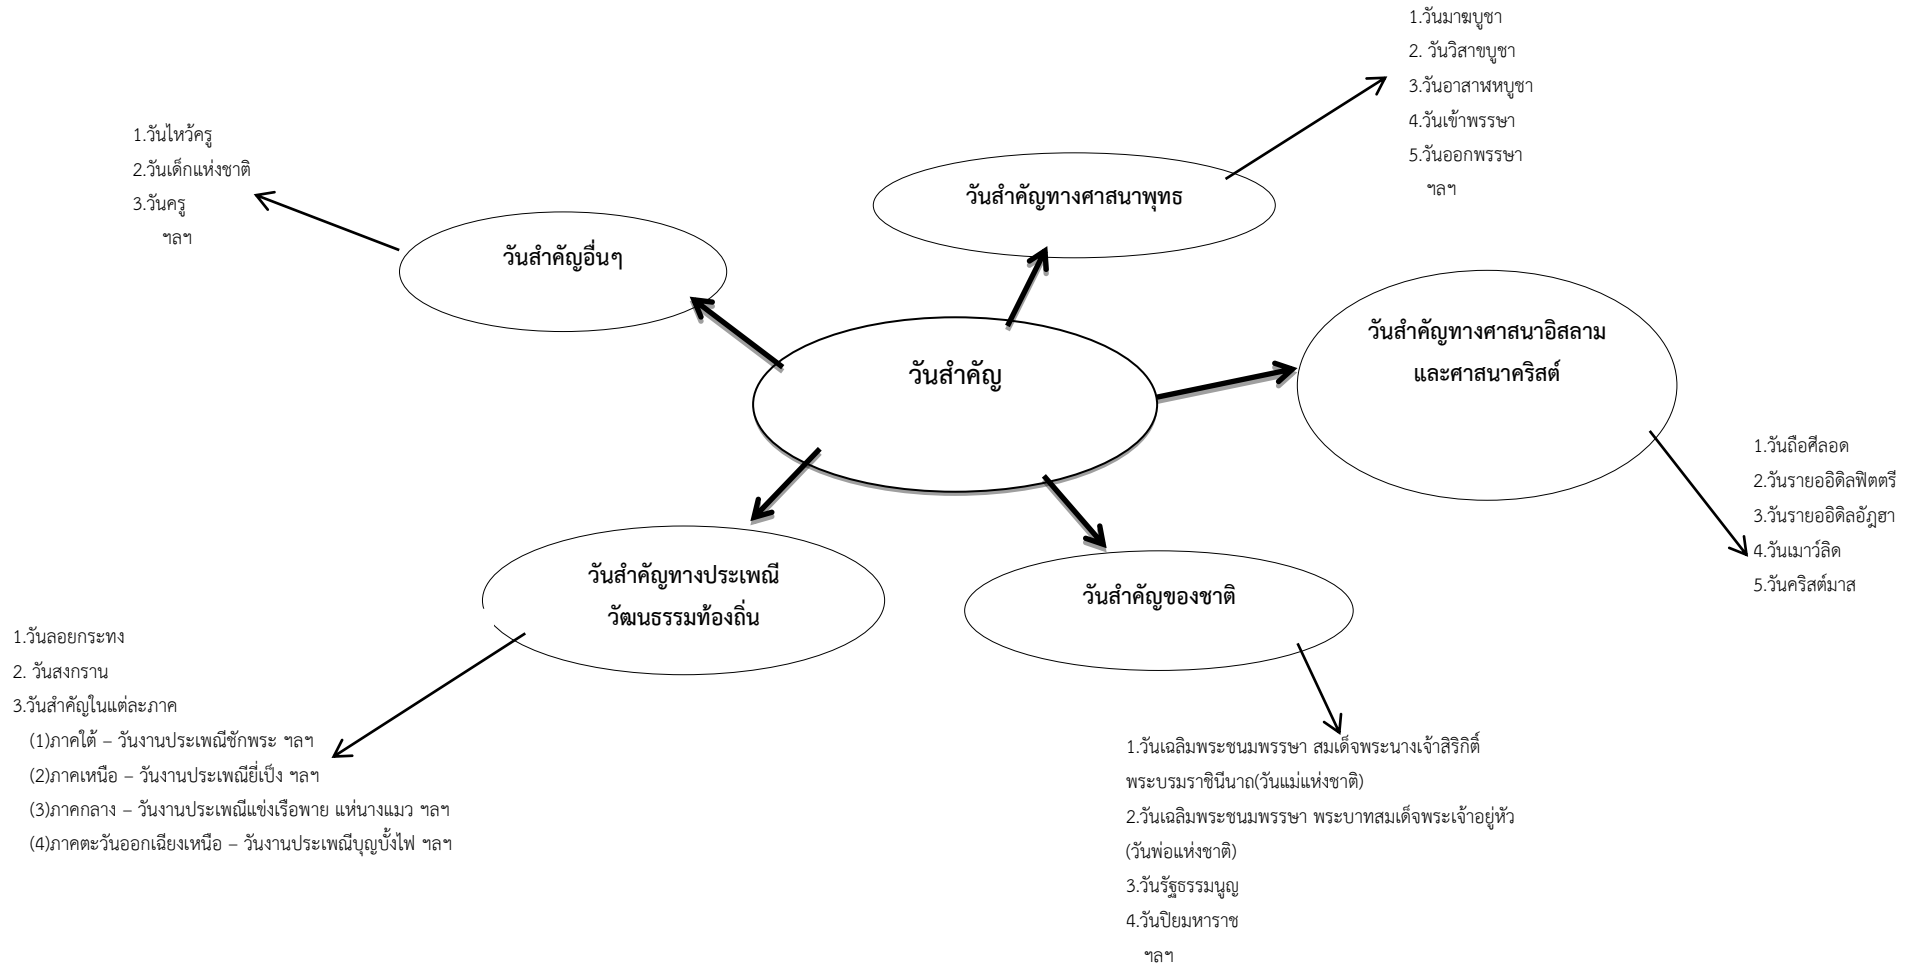 1.วันมาฆบูชา
2. วันวิสาขบูชา
3.วันอาสาฬหบูชา
4.วันเข้าพรรษา
5.วันออกพรรษา
ฯลฯ
1.วันไหว้ครู
2.วันเด็กแห่งชาติ
3.วันครู
ฯลฯ
วันสำคัญทางศาสนาพุทธ
วันสำคัญอื่นๆ
วันสำคัญทางศาสนาอิสลาม
และศาสนาคริสต์
วันสำคัญ
1.วันถือศีลอด
2.วันรายออิดิลฟิตตรี
3.วันรายออิดิลอัฎฮา
4.วันเมาว์ลิด
5.วันคริสต์มาส
วันสำคัญทางประเพณี
วัฒนธรรมท้องถิ่น
วันสำคัญของชาติ
1.วันลอยกระทง
2. วันสงกราน
3.วันสำคัญในแต่ละภาค
(1)ภาคใต้ – วันงานประเพณีชักพระ ฯลฯ
(2)ภาคเหนือ – วันงานประเพณียี่เป็ง ฯลฯ
(3)ภาคกลาง – วันงานประเพณีแข่งเรือพาย แห่นางแมว ฯลฯ
(4)ภาคตะวันออกเฉียงเหนือ – วันงานประเพณีบุญบั้งไฟ ฯลฯ
1.วันเฉลิมพระชนมพรรษา สมเด็จพระนางเจ้าสิริกิติ์
พระบรมราชินีนาถ(วันแม่แห่งชาติ)
2.วันเฉลิมพระชนมพรรษา พระบาทสมเด็จพระเจ้าอยู่หัว
(วันพ่อแห่งชาติ)
3.วันรัฐธรรมนูญ
4.วันปิยมหาราช
ฯลฯ